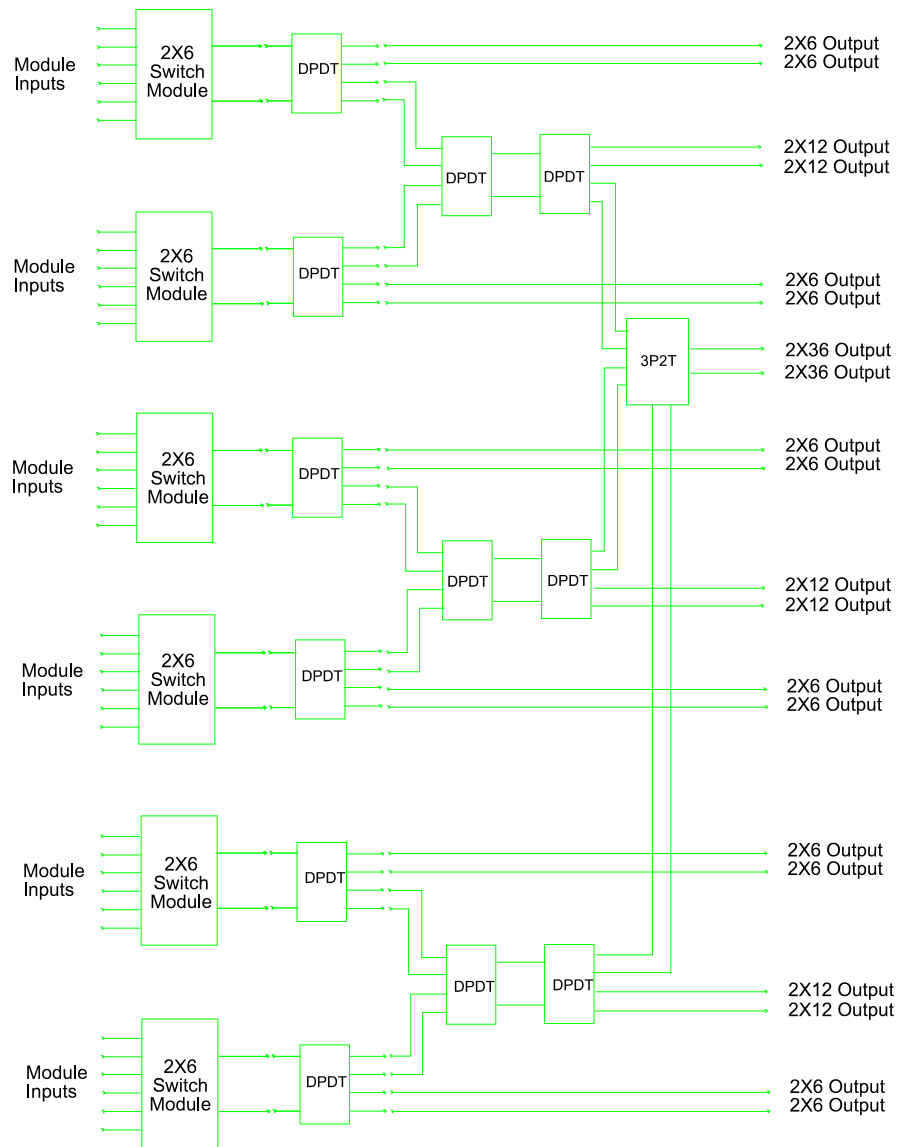 Module
Inputs
2X6
Switch
Module
DPDT
2X6 Output
2X6 Output
DPDT
DPDT
2X12 Output
2X12 Output
Module
Inputs
2X6
Switch
Module
DPDT
2X6 Output
2X6 Output
3P2T
2X36 Output
2X36 Output
Module
Inputs
2X6
Switch
Module
DPDT
2X6 Output
2X6 Output
DPDT
DPDT
2X12 Output
2X12 Output
Module
Inputs
2X6
Switch
Module
DPDT
2X6 Output
2X6 Output
Module
Inputs
2X6
Switch
Module
DPDT
2X6 Output
2X6 Output
DPDT
DPDT
2X12 Output
2X12 Output
Module
Inputs
2X6
Switch
Module
DPDT
2X6 Output
2X6 Output